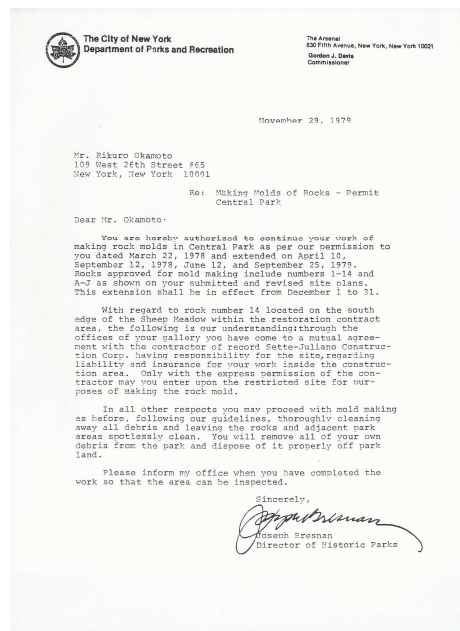 The City of New York
Department of Parks and Recreation
The Arsenal
830 Fifth Avenue, New York, New York 10021
Gordon J. Davis
Commissioner
November 29, 1979
Mr. Rikuro Okamoto
109 West 26th Street #65
New York, New York 10001
Re: Making Molds of Rocks - Permit
Central Park
Dear Mr. Okamoto:
You are hereby authorized to continue your work of
making rock molds in Central Park as per our permission to
you dated March 22, 1978 and extended on April 10,
September 12, 1978, June 12, and September 25, 1979.
Rocks approved for mold making include numbers 1-14 and
A-J as shown on your submitted and revised site plans.
This extension shall be in effect from December 1 to 31.
With regard to rock number 14 located on the south
edge of the Sheep Meadow within the restoration contract
area, the following is our understanding:through the
offices of your gallery you have come to a mutual agree-
ment with the contractor of record Sette-Juliano Construc-
tion Corp. having responsibility for the site,regarding
liability and insurance for your work inside the construc-
tion area. Only with the express permission of the con-
tractor may you enter upon the restricted site for pur-
poses of making the rock mold.
In all other respects you may proceed with mold making
as before, following our guidelines, thoroughly cleaning
away all debris and leaving the rocks and adjacent park
areas spotlessly clean. You will remove all of your own
debris from the park and dispose of it properly off park
land.
Please inform my office when you have completed the
work so that the area can be inspected.
Sincerely,
Joseph Bresnan
Joseph Bresnan
Director of Historic Parks